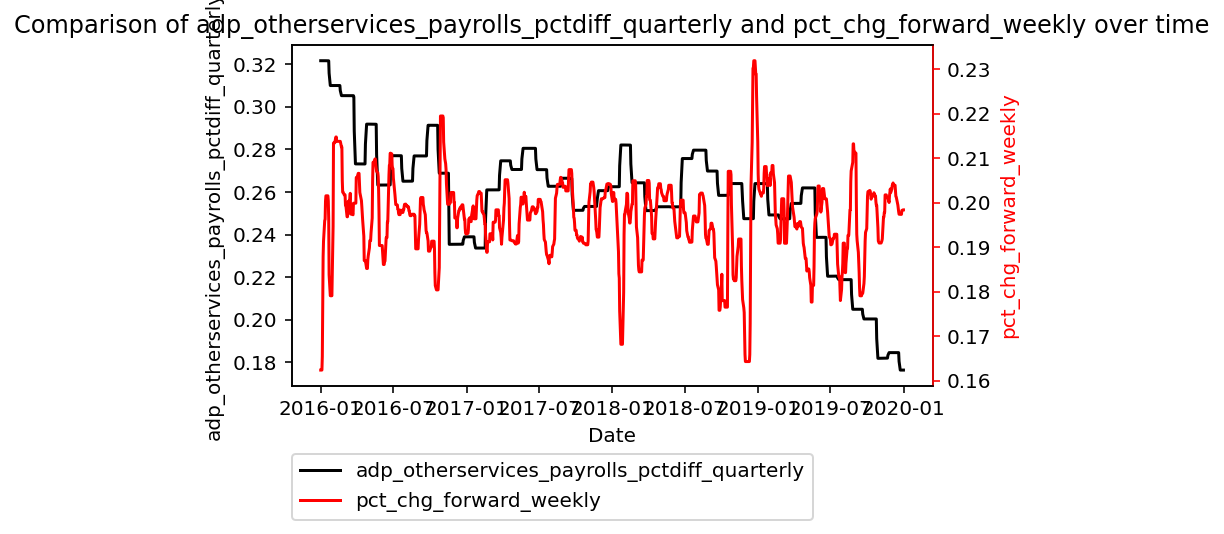 Comparison of adp_otherservices_payrolls_pctdiff_quarterly and pct_chg_forward_weekly over time
adp_otherservices_payrolls_pctdiff_quarterly
0.32
0.30
0.28
0.26
0.24
0.22
0.20
0.18
0.23
0.22
0.21
0.20
0.19
0.18
0.17
0.16
pct_chg_forward_weekly
2016-01 2016-07 2017-01 2017-07 2018-01 2018-07 2019-01 2019-07 2020-01
Date
adp_otherservices_payrolls_pctdiff_quarterly
pct_chg_forward_weekly